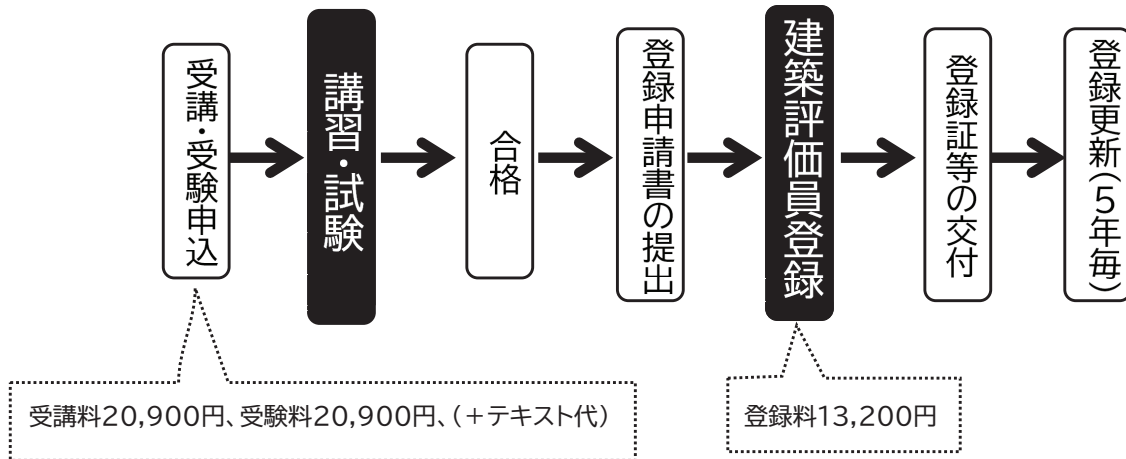 受講・受験申込
講習・試験
合格
登録申請書の提出
建築評価員登録
登録証等の交付
登録更新(5年毎)
受講料20,900円、受験料20,900円、(+テキスト代)
登録料13,200円